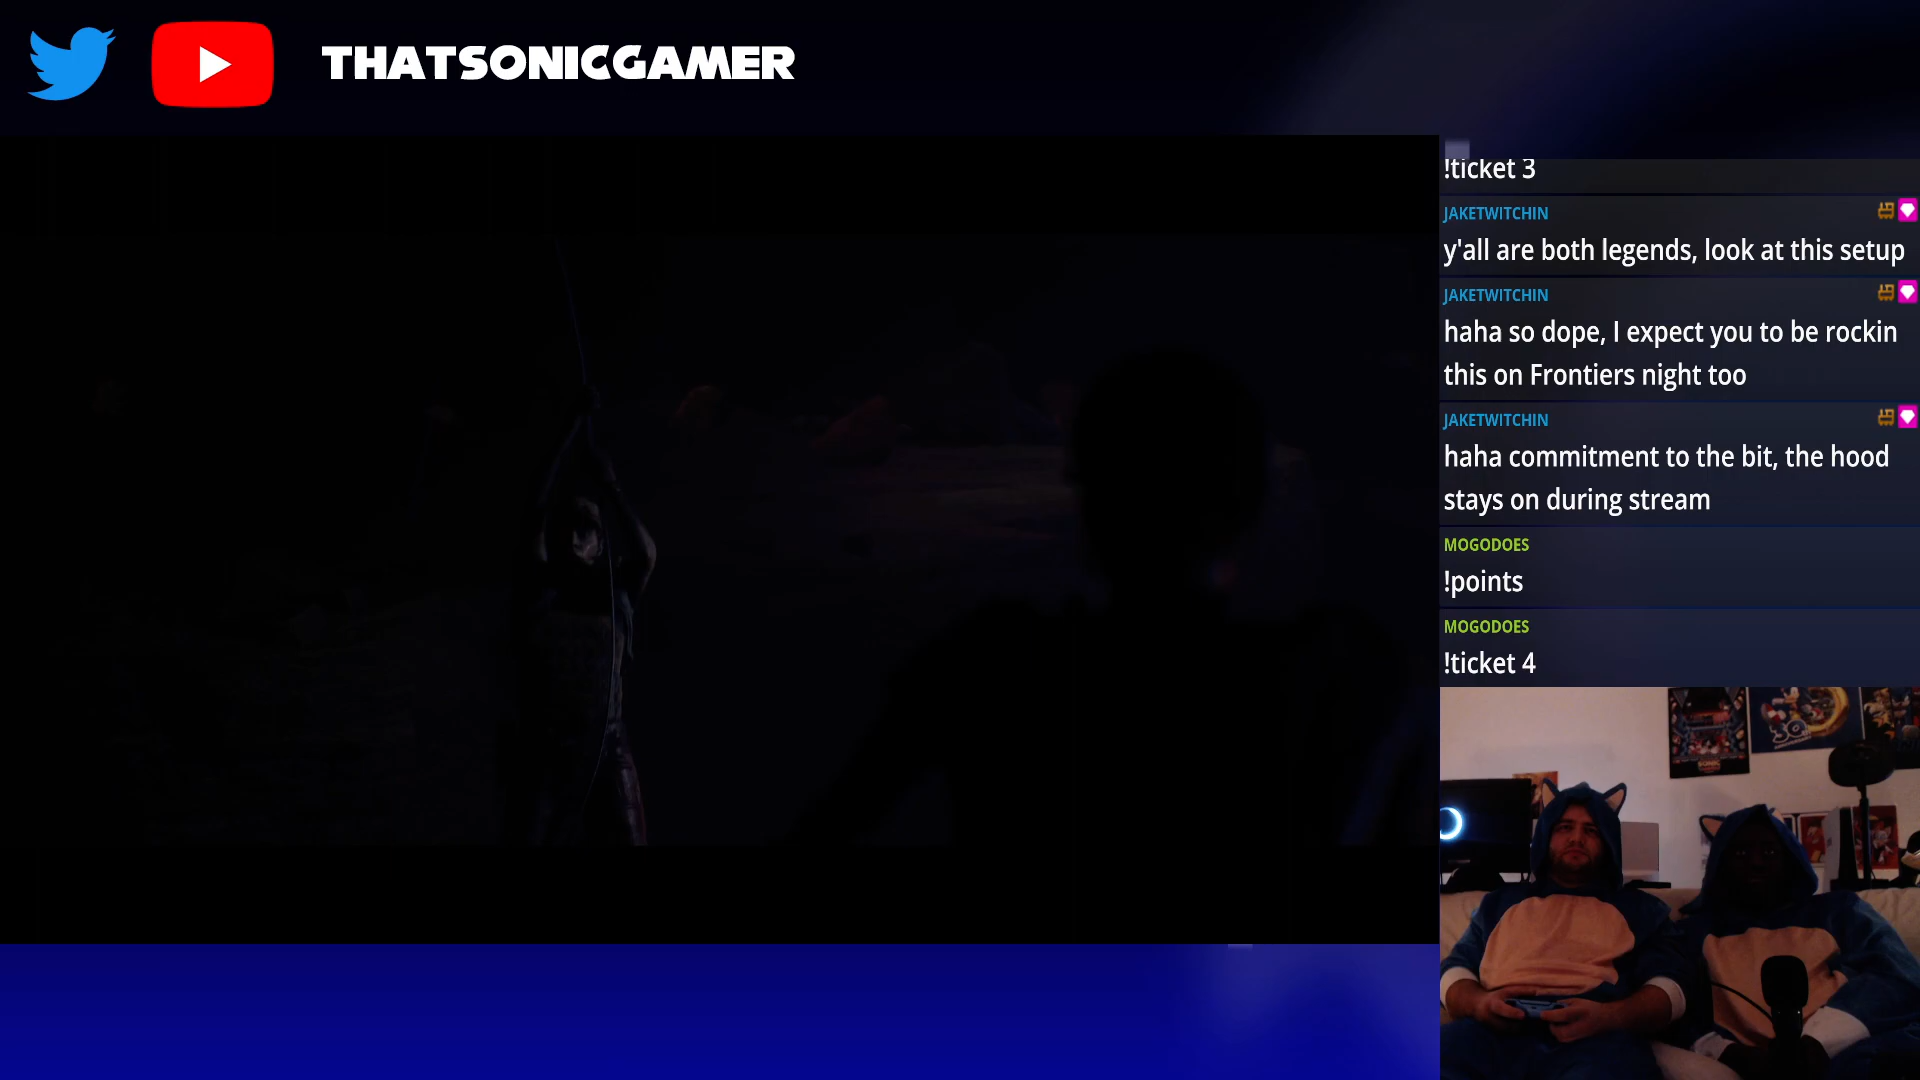 THATSONICGAMER
!ticket 3
JAKETWITCHIN
y'all are both legends, look at this setup
JAKETWITCHIN
haha so dope, I expect you to be rockin
this on Frontiers night too
JAKETWITCHIN
haha commitment to the bit, the hood
stays on during stream
MOGODOES
!points
MOGODOES
!ticket 4
SONIC